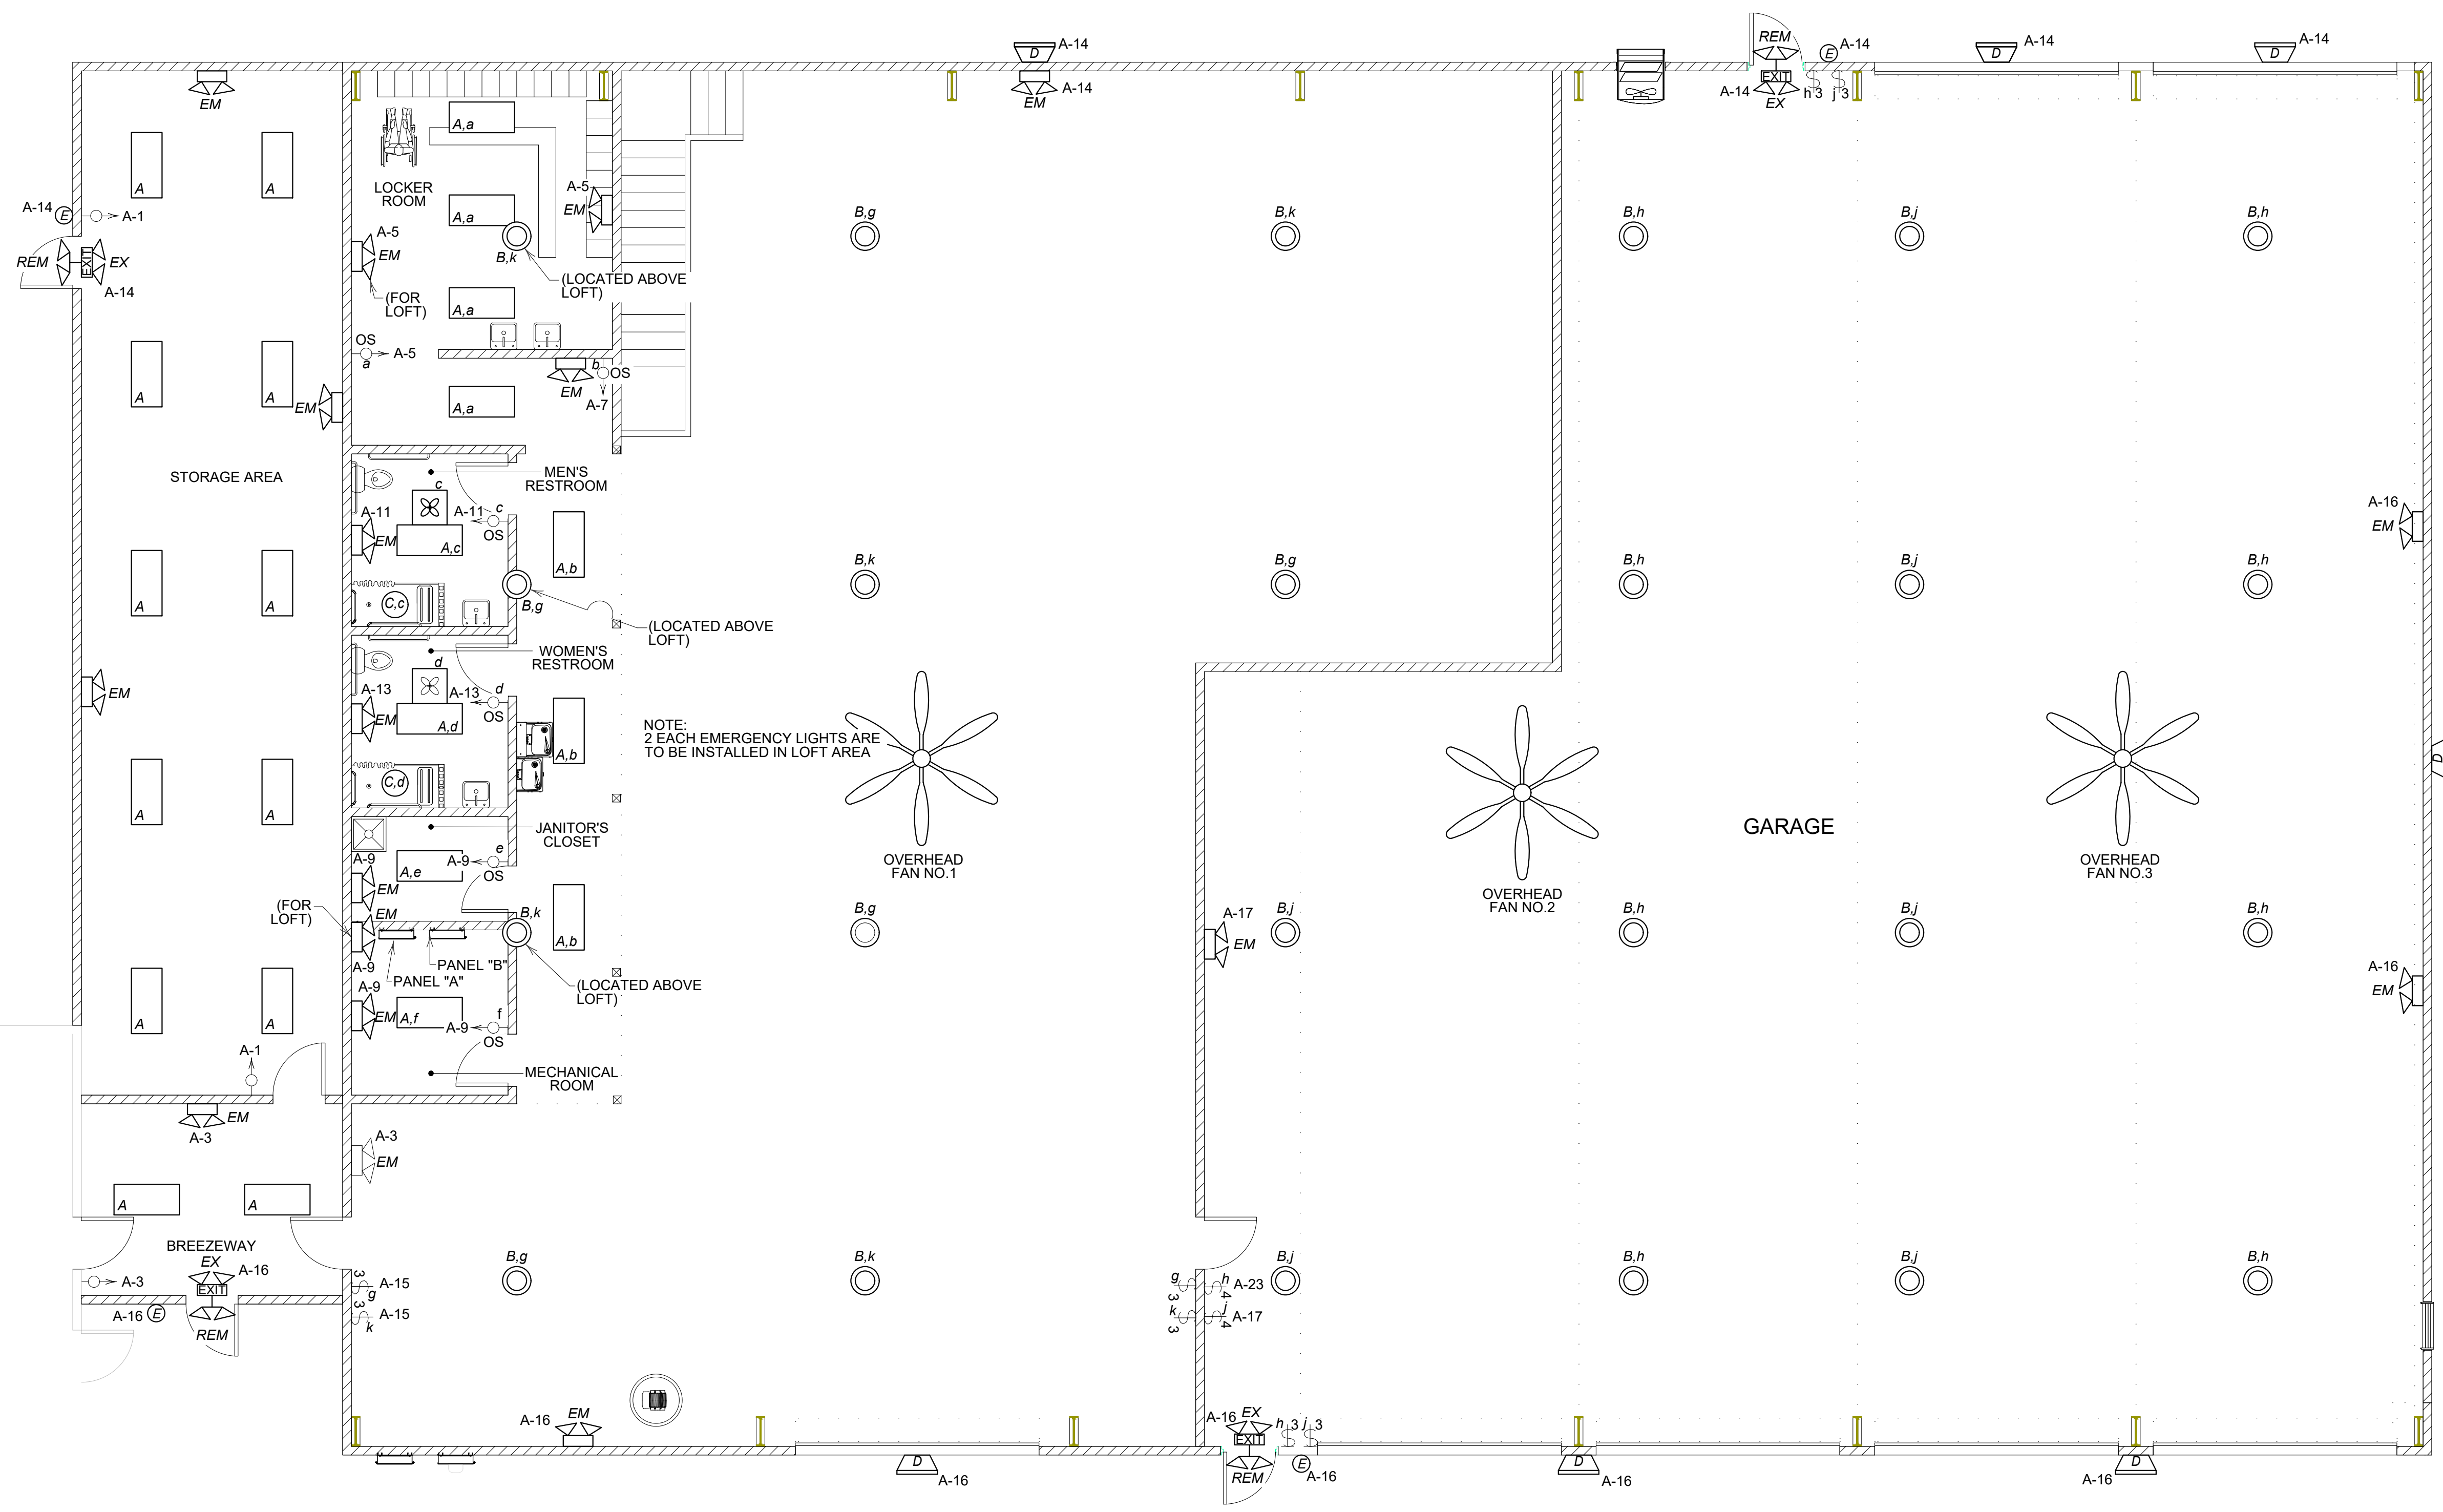 D A-14
REM
E A-14
D A-14
D A-14
EM
A-14
EM
A-14 EXIT
EX
h 3 j 3
A,a
A A
LOCKER
ROOM
A-5
EM
A,a
A-14 E A-1
B,g B,k B,h B,j B,h
A-5
EM
B,k
REM EXIT EX
A-14
(LOCATED ABOVE
LOFT)
(FOR
LOFT)
A,a
OS
a A-5
b OS
EM
A-7
A A
EM
A,a
STORAGE AREA
MEN'S
RESTROOM
c
A-11
A-11 c
OS
EM
A,c
A,b
A-16
EM
B,k B,g B,h B,j B,h
A A
C,c
B,g
(LOCATED ABOVE
LOFT)
WOMEN'S
RESTROOM
d
A-13
A-13 d
OS
EM
EM
A,d
A,b
NOTE:
2 EACH EMERGENCY LIGHTS ARE
TO BE INSTALLED IN LOFT AREA
D
C,d
A A
JANITOR'S
CLOSET
GARAGE
e
A-9
A-9
OS
A,e
EM
OVERHEAD
FAN NO.1
OVERHEAD
FAN NO.2
OVERHEAD
FAN NO.3
(FOR
LOFT)
EM
B,k
B,g
A-17
EM
B,j B,h B,j B,h
A,b
A-9
PANEL "B"
PANEL "A"
(LOCATED ABOVE
LOFT)
A-16
EM
A-9
EM
A,f
A-9
f
OS
A A
A-1
MECHANICAL
ROOM
EM
A-3
A-3
EM
A A
BREEZEWAY
EX
EXIT
A-16
A-3
B,g B,k B,j B,h B,j B,h
3
g
A-15
3
k
A-15
g
3
h
4
A-23
k
3
j
4
A-17
A-16 E
REM
A-16
EM
A-16 EX
EXIT
h 3 j 3
REM
E
A-16
D
A-16
D
A-16
D
A-16